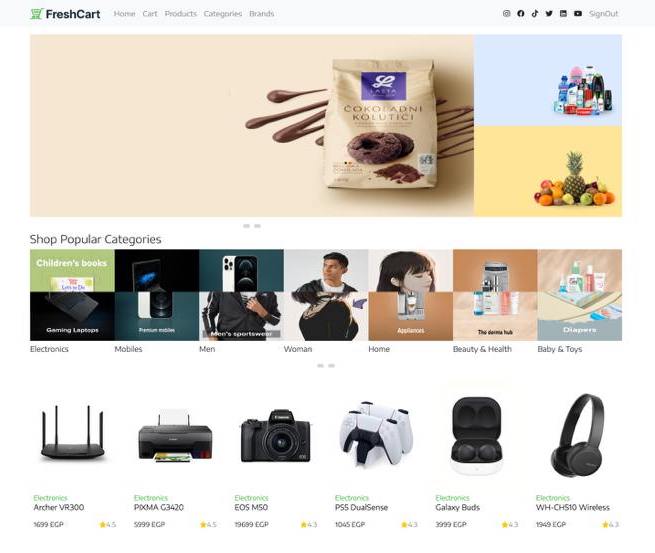 FreshCart Home Cart Products Categories Brands SignOut
LASTA
ČOKOLADNI
KOLUTIĆI
Shop Popular Categories
Children's books
Gaming Laptops
Premium mobiles
Men's sportswear
Appliances
The derma hub
Diapers
Electronics Mobiles Men Woman Home Beauty & Health Baby & Toys
Canon
EOS
Electronics Electronics Electronics Electronics Electronics Electronics
Archer VR300 PIXMA G3420 EOS M50 PS5 DualSense Galaxy Buds WH-CH510 Wireless
1699 EGP 4.5 5999 EGP 4.5 19699 EGP 4.3 1045 EGP 4.3 3999 EGP 4.3 1949 EGP 4.3